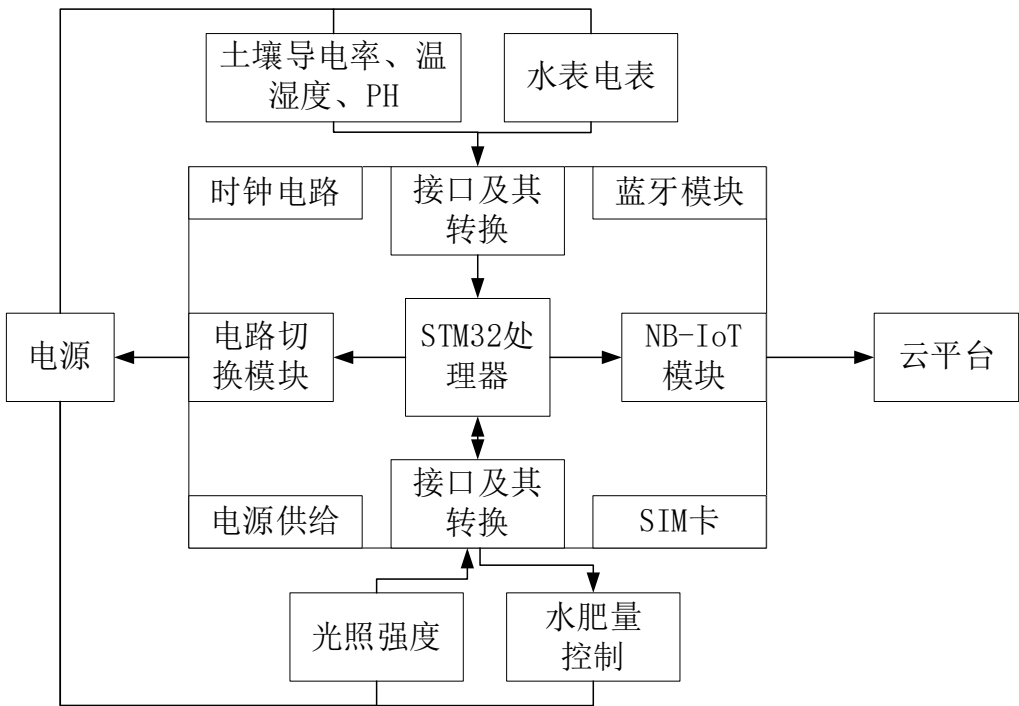 土壤导电率、温
湿度、PH
水表电表
时钟电路
接口及其
转换
蓝牙模块
电源
电路切
换模块
STM32处
理器
NB-IoT
模块
云平台
电源供给
接口及其
转换
SIM卡
光照强度
水肥量
控制